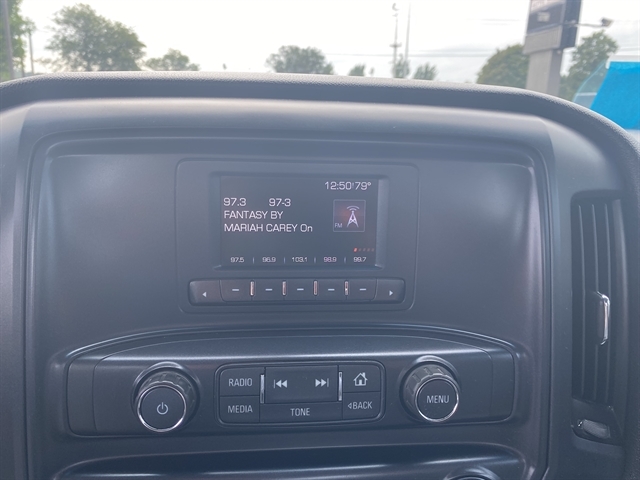 12:50'79°
97.3 97-3
FANTASY BY
MARIAH CAREY On
FM
97.5 96.9 103.1 98.9 99.7
RADIO
MEDIA
TONE
BACK
MENU